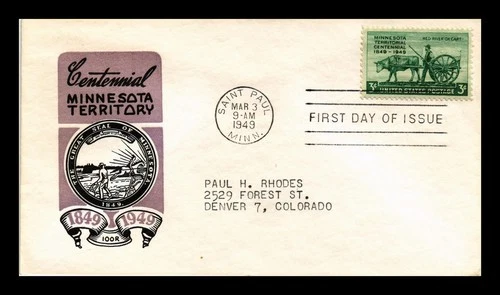 Centennial
MINNESOTA
TERRITORY
THE GREAT SEAL OF MINNESOTA
1849
1849 1949
100R
SAINT PAUL
MAR 3
9-AM
1949
MINN.
MINNESOTA
TERRITORIAL
CENTENNIAL
1849-1949
RED RIVER OX CART
3¢ UNITED STATES POSTAGE 3¢
FIRST DAY OF ISSUE
PAUL H. RHODES
2529 FOREST ST.
DENVER 7, COLORADO